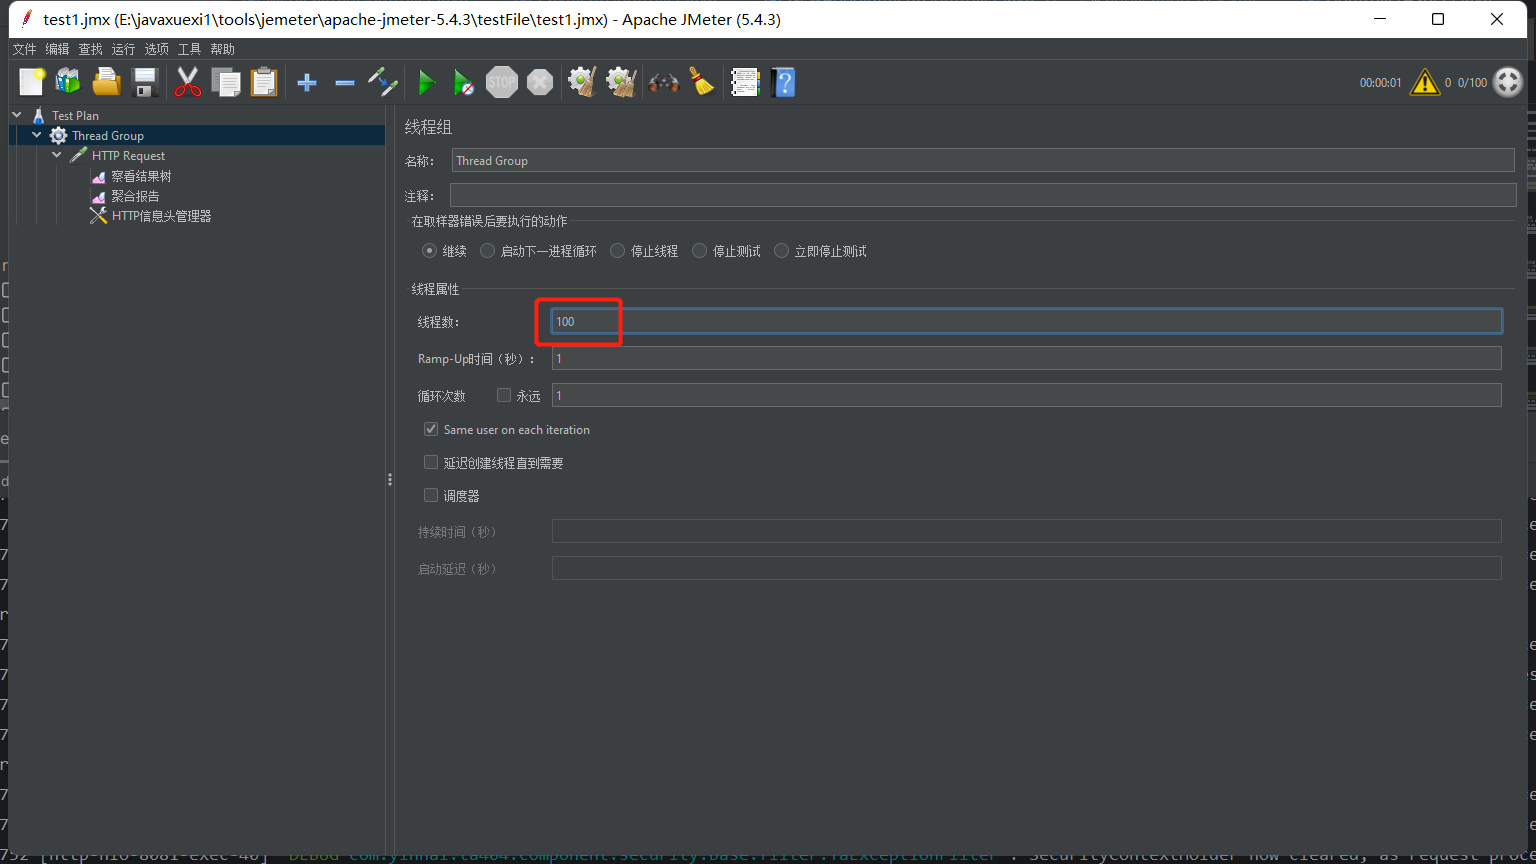 test1.jmx (E:\javaxuexi1\tools\jemeter\apache-jmeter-5.4.3\testFile\test1.jmx) - Apache JMeter (5.4.3)
文件 编辑 查找 运行 选项 工具 帮助
STOP
00:00:01 0 0/100
Test Plan
Thread Group
HTTP Request
察看结果树
聚合报告
HTTP信息头管理器
线程组
名称： Thread Group
注释：
在取样器错误后要执行的动作
继续 启动下一进程循环 停止线程 停止测试 立即停止测试
线程属性
线程数： 100
Ramp-Up时间（秒）： 1
循环次数 永远 1
Same user on each iteration
延迟创建线程直到需要
调度器
持续时间（秒）
启动延迟（秒）